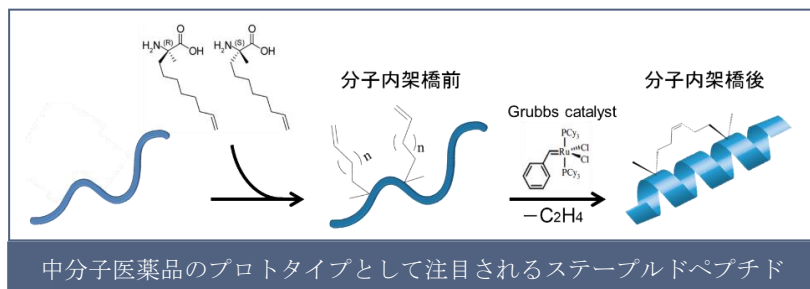 O
H₂N
(R)
OH
O
H₂N
(S)
OH
分子内架橋前
n
n
Grubbs catalyst
PCy₃
Cl
Ru
Cl
PCy₃
−C₂H₄
分子内架橋後
中分子医薬品のプロトタイプとして注目されるステープルドペプチド